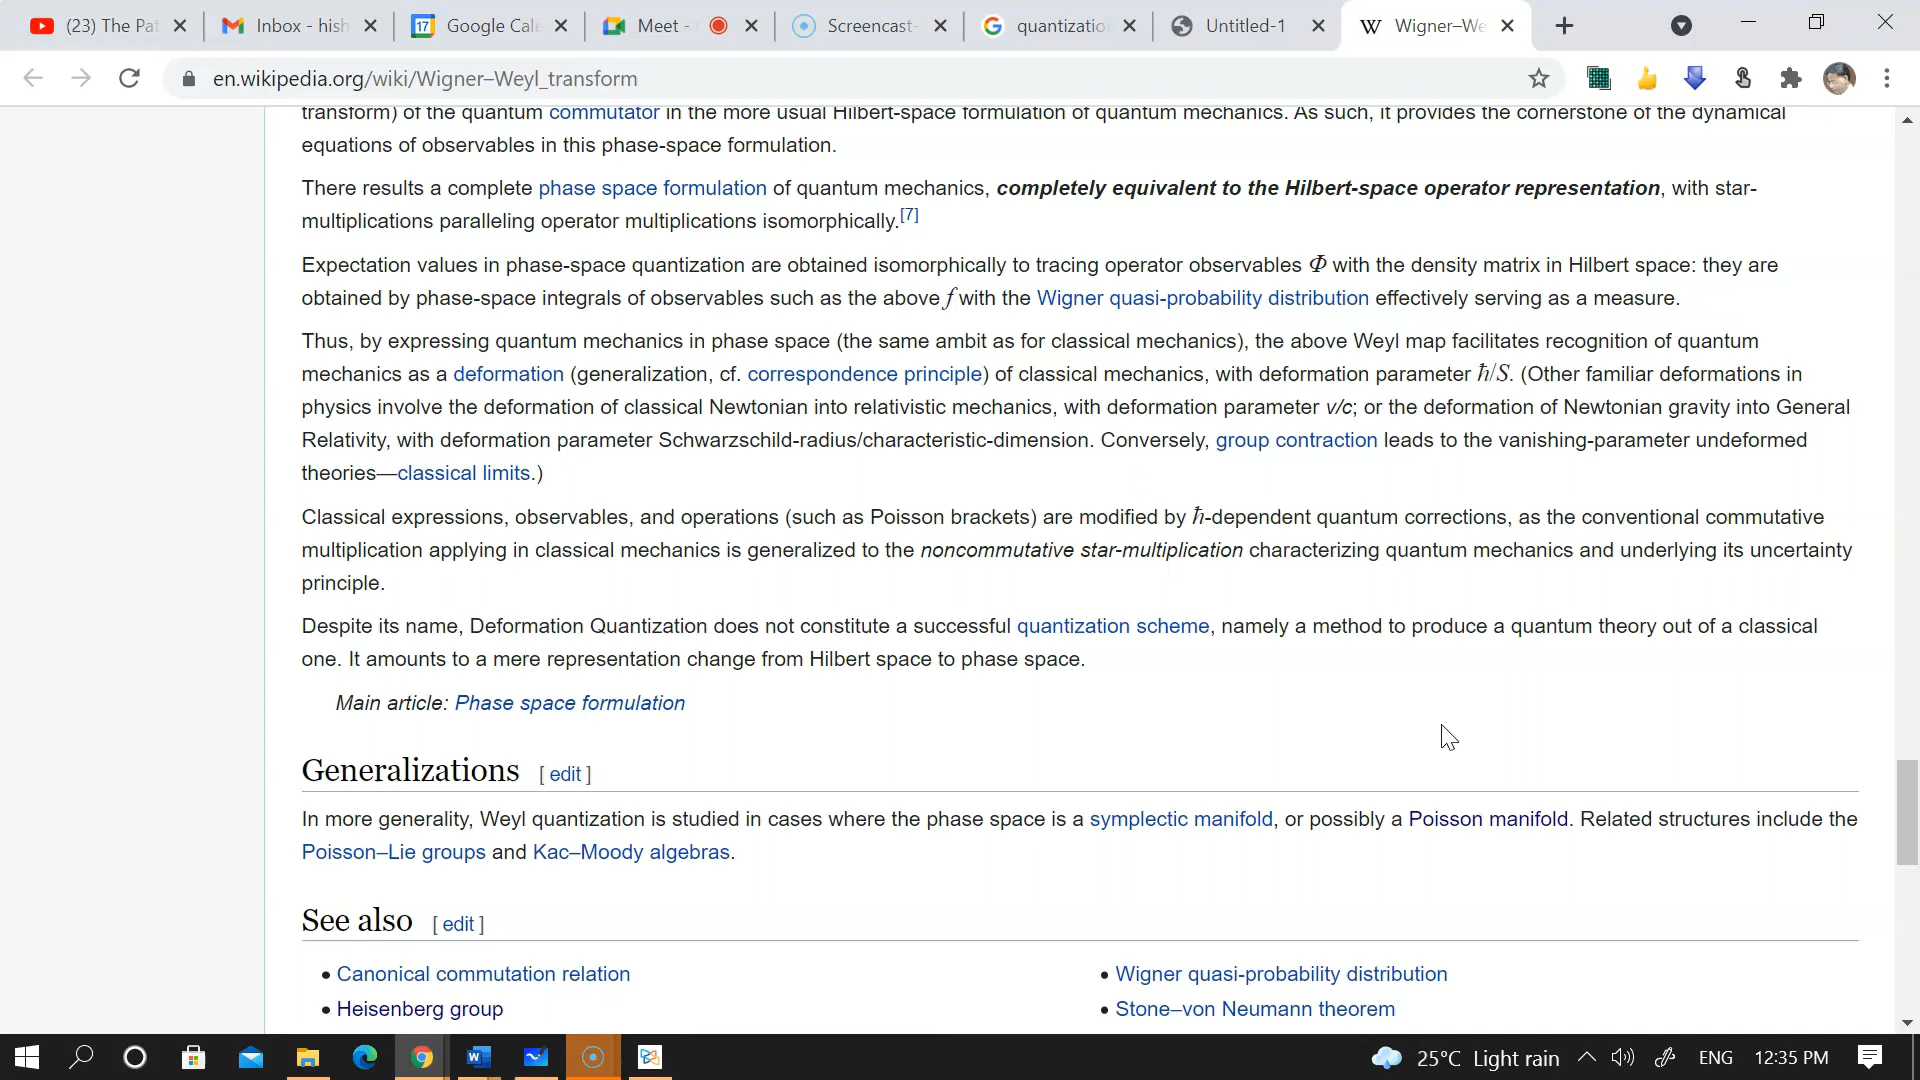 (23) The Pat
Inbox - hish
Google Cale
Meet -
Screencast-
quantizatio
Untitled-1
Wigner–We
en.wikipedia.org/wiki/Wigner–Weyl_transform
transform) of the quantum commutator in the more usual Hilbert-space formulation of quantum mechanics. As such, it provides the cornerstone of the dynamical
equations of observables in this phase-space formulation.
There results a complete phase space formulation of quantum mechanics, completely equivalent to the Hilbert-space operator representation, with star-
multiplications paralleling operator multiplications isomorphically.[7]
Expectation values in phase-space quantization are obtained isomorphically to tracing operator observables Φ with the density matrix in Hilbert space: they are
obtained by phase-space integrals of observables such as the above f with the Wigner quasi-probability distribution effectively serving as a measure.
Thus, by expressing quantum mechanics in phase space (the same ambit as for classical mechanics), the above Weyl map facilitates recognition of quantum
mechanics as a deformation (generalization, cf. correspondence principle) of classical mechanics, with deformation parameter ħ/S. (Other familiar deformations in
physics involve the deformation of classical Newtonian into relativistic mechanics, with deformation parameter v/c; or the deformation of Newtonian gravity into General
Relativity, with deformation parameter Schwarzschild-radius/characteristic-dimension. Conversely, group contraction leads to the vanishing-parameter undeformed
theories—classical limits.)
Classical expressions, observables, and operations (such as Poisson brackets) are modified by ħ-dependent quantum corrections, as the conventional commutative
multiplication applying in classical mechanics is generalized to the noncommutative star-multiplication characterizing quantum mechanics and underlying its uncertainty
principle.
Despite its name, Deformation Quantization does not constitute a successful quantization scheme, namely a method to produce a quantum theory out of a classical
one. It amounts to a mere representation change from Hilbert space to phase space.
Main article: Phase space formulation
Generalizations [ edit ]
In more generality, Weyl quantization is studied in cases where the phase space is a symplectic manifold, or possibly a Poisson manifold. Related structures include the
Poisson–Lie groups and Kac–Moody algebras.
See also [ edit ]
• Canonical commutation relation
• Heisenberg group
• Wigner quasi-probability distribution
• Stone–von Neumann theorem
25°C Light rain
ENG
12:35 PM